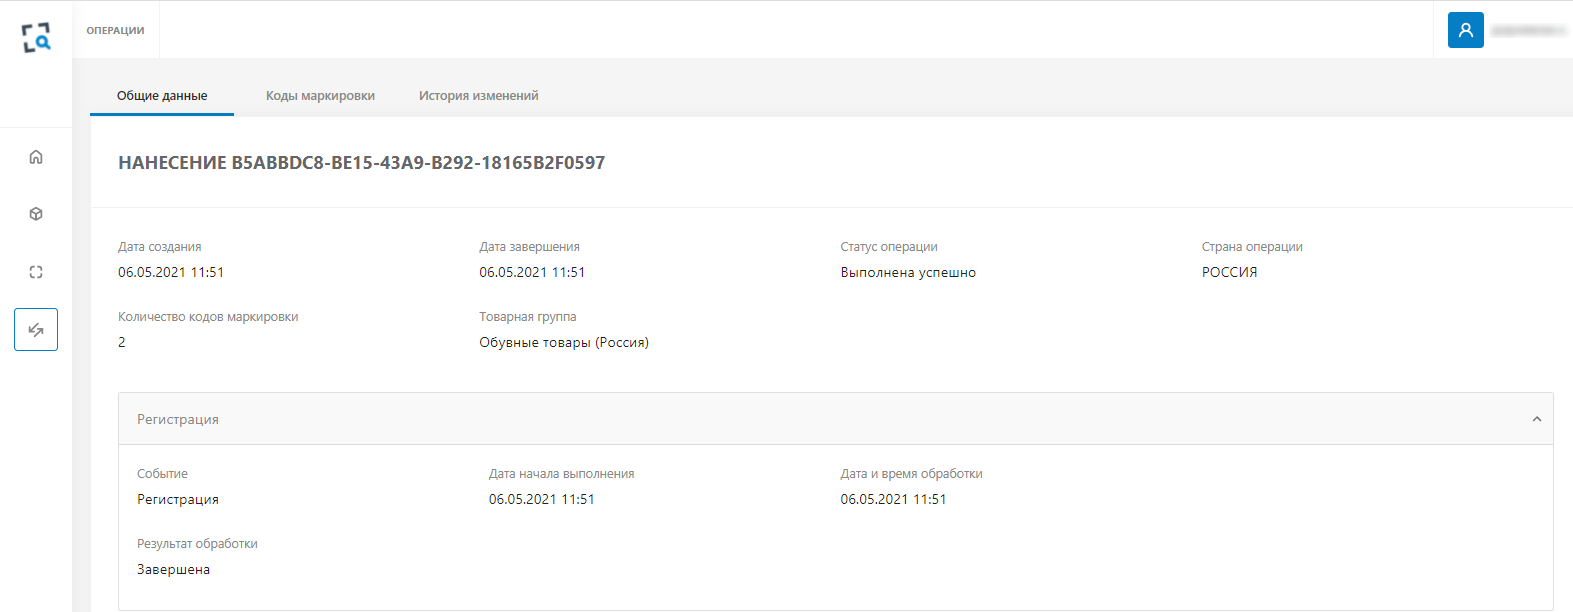 ОПЕРАЦИИ
Общие данные Коды маркировки История изменений
НАНЕСЕНИЕ B5ABBDC8-BE15-43A9-B292-18165B2F0597
Дата создания Дата завершения Статус операции Страна операции
06.05.2021 11:51 06.05.2021 11:51 Выполнена успешно РОССИЯ
Количество кодов маркировки Товарная группа
2 Обувные товары (Россия)
Регистрация
Событие Дата начала выполнения Дата и время обработки
Регистрация 06.05.2021 11:51 06.05.2021 11:51
Результат обработки
Завершена